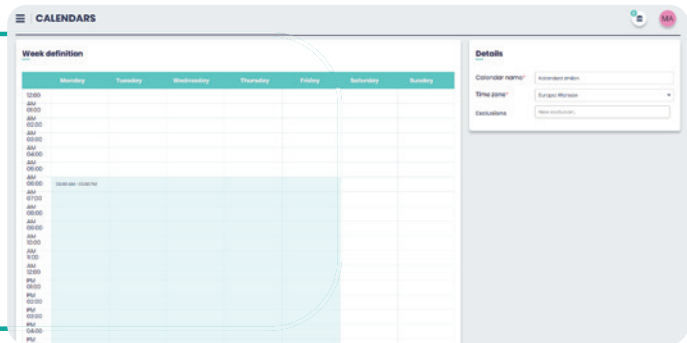 CALENDARS
MA
Week definition
Monday Tuesday Wednesday Thursday Friday Saturday Sunday
12:00
AM
01:00
AM
02:00
AM
03:00
AM
04:00
AM
05:00
AM
06:00
AM
07:00
AM
08:00
AM
09:00
AM
10:00
AM
11:00
AM
12:00
PM
01:00
PM
02:00
PM
03:00
PM
04:00
PM
Details
Calendar name*
Time zone* Europe/Warsaw
Exclusions New exclusion...